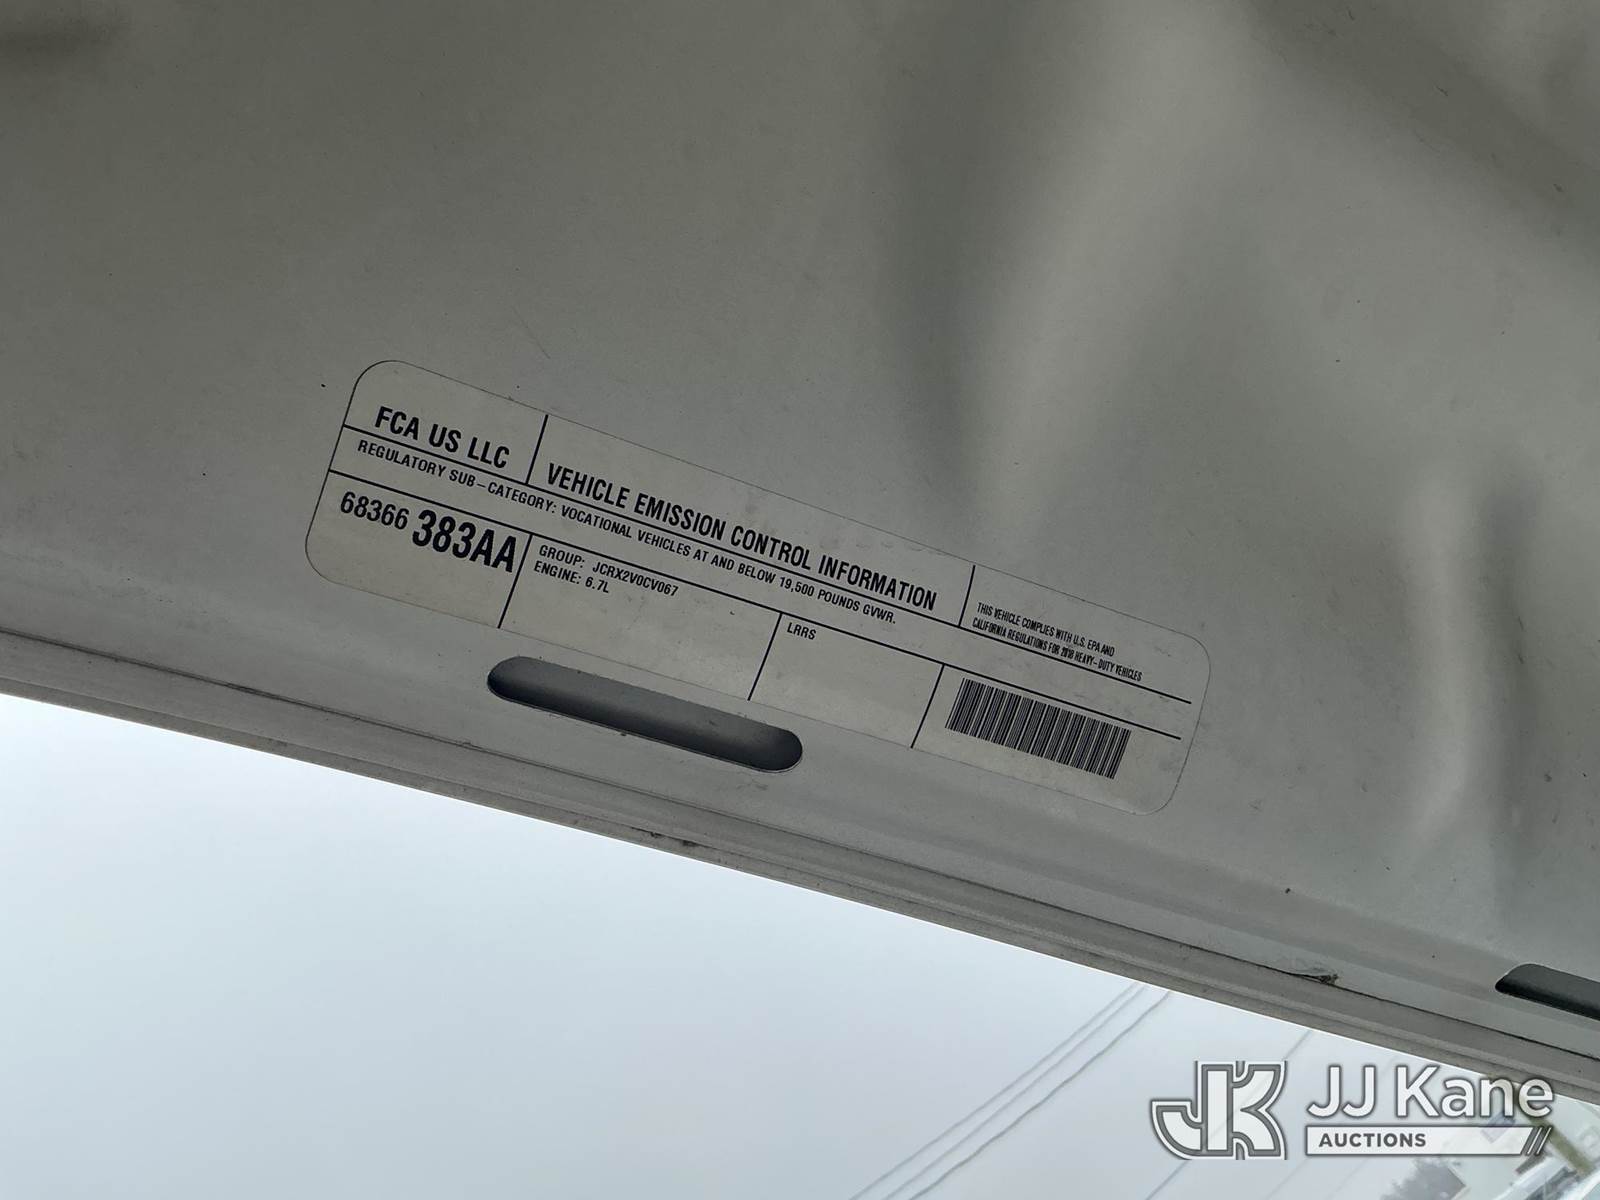 FCA US LLC
VEHICLE EMISSION CONTROL INFORMATION
THIS VEHICLE COMPLIES WITH U.S. EPA AND
CALIFORNIA REGULATIONS FOR 2018 HEAVY-DUTY VEHICLES
REGULATORY SUB-CATEGORY: VOCATIONAL VEHICLES AT AND BELOW 19,500 POUNDS GVWR.
68366 383AA
GROUP: JCRX2V0CV067
ENGINE: 6.7L
LRRS
JK JJ Kane
AUCTIONS